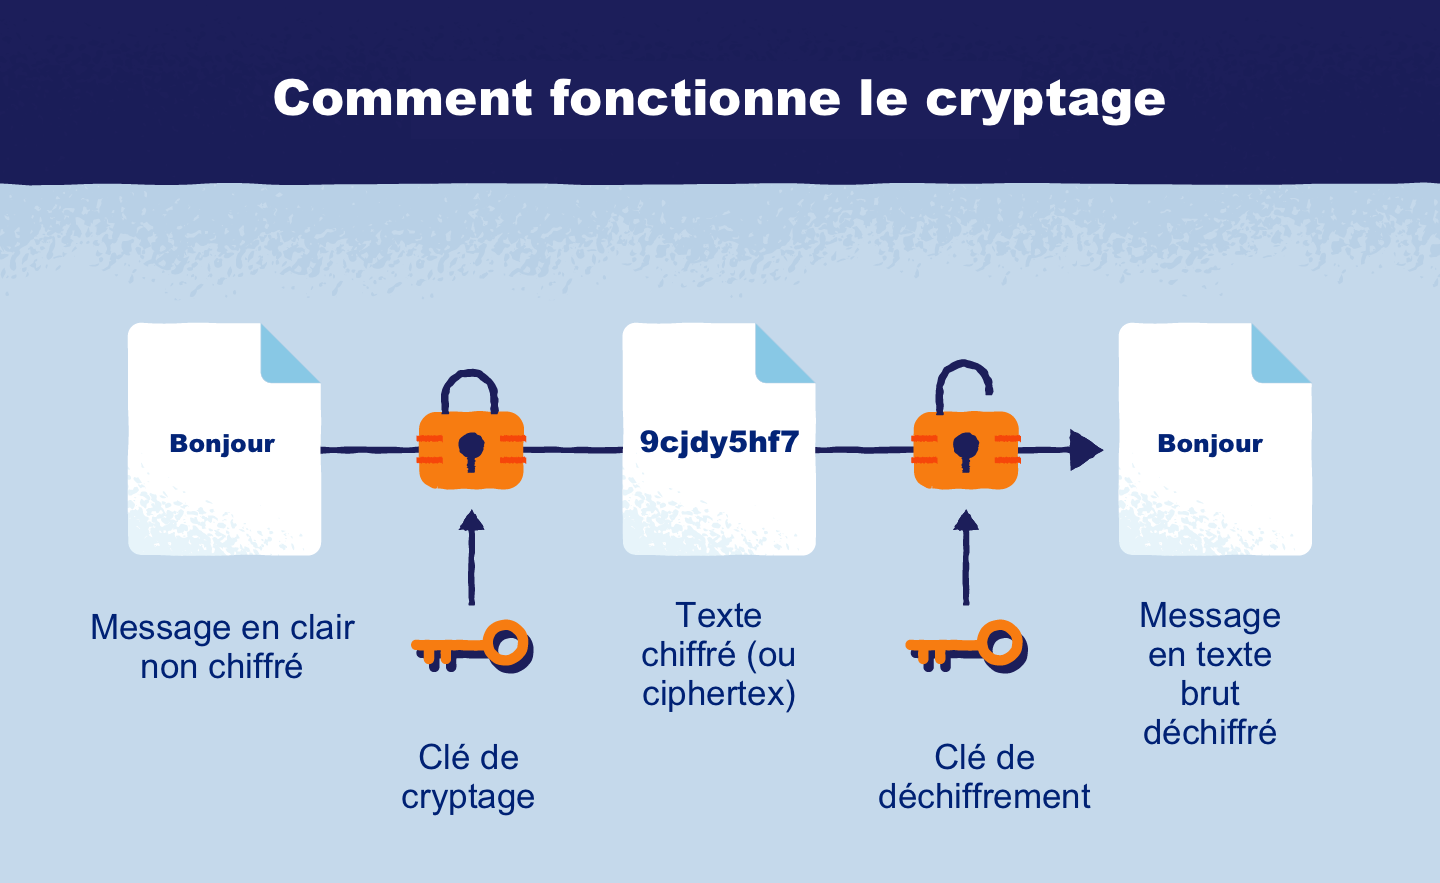 Comment fonctionne le cryptage
Bonjour
9cjdy5hf7
Bonjour
Message en clair
non chiffré
Clé de
cryptage
Texte
chiffré (ou
ciphertex)
Clé de
déchiffrement
Message
en texte
brut
déchiffré